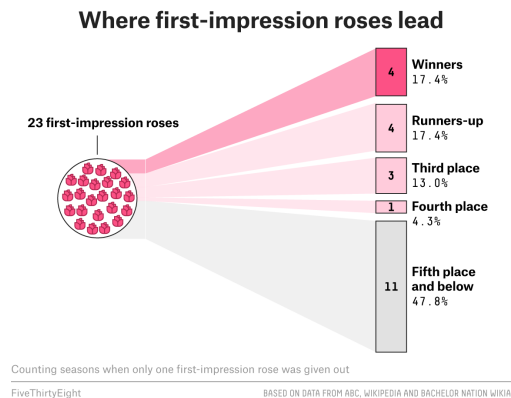 Where first-impression roses lead
23 first-impression roses
4
Winners
17.4%
4
Runners-up
17.4%
3
Third place
13.0%
1
Fourth place
4.3%
11
Fifth place
and below
47.8%
Counting seasons when only one first-impression rose was given out
FiveThirtyEight
BASED ON DATA FROM ABC, WIKIPEDIA AND BACHELOR NATION WIKIA